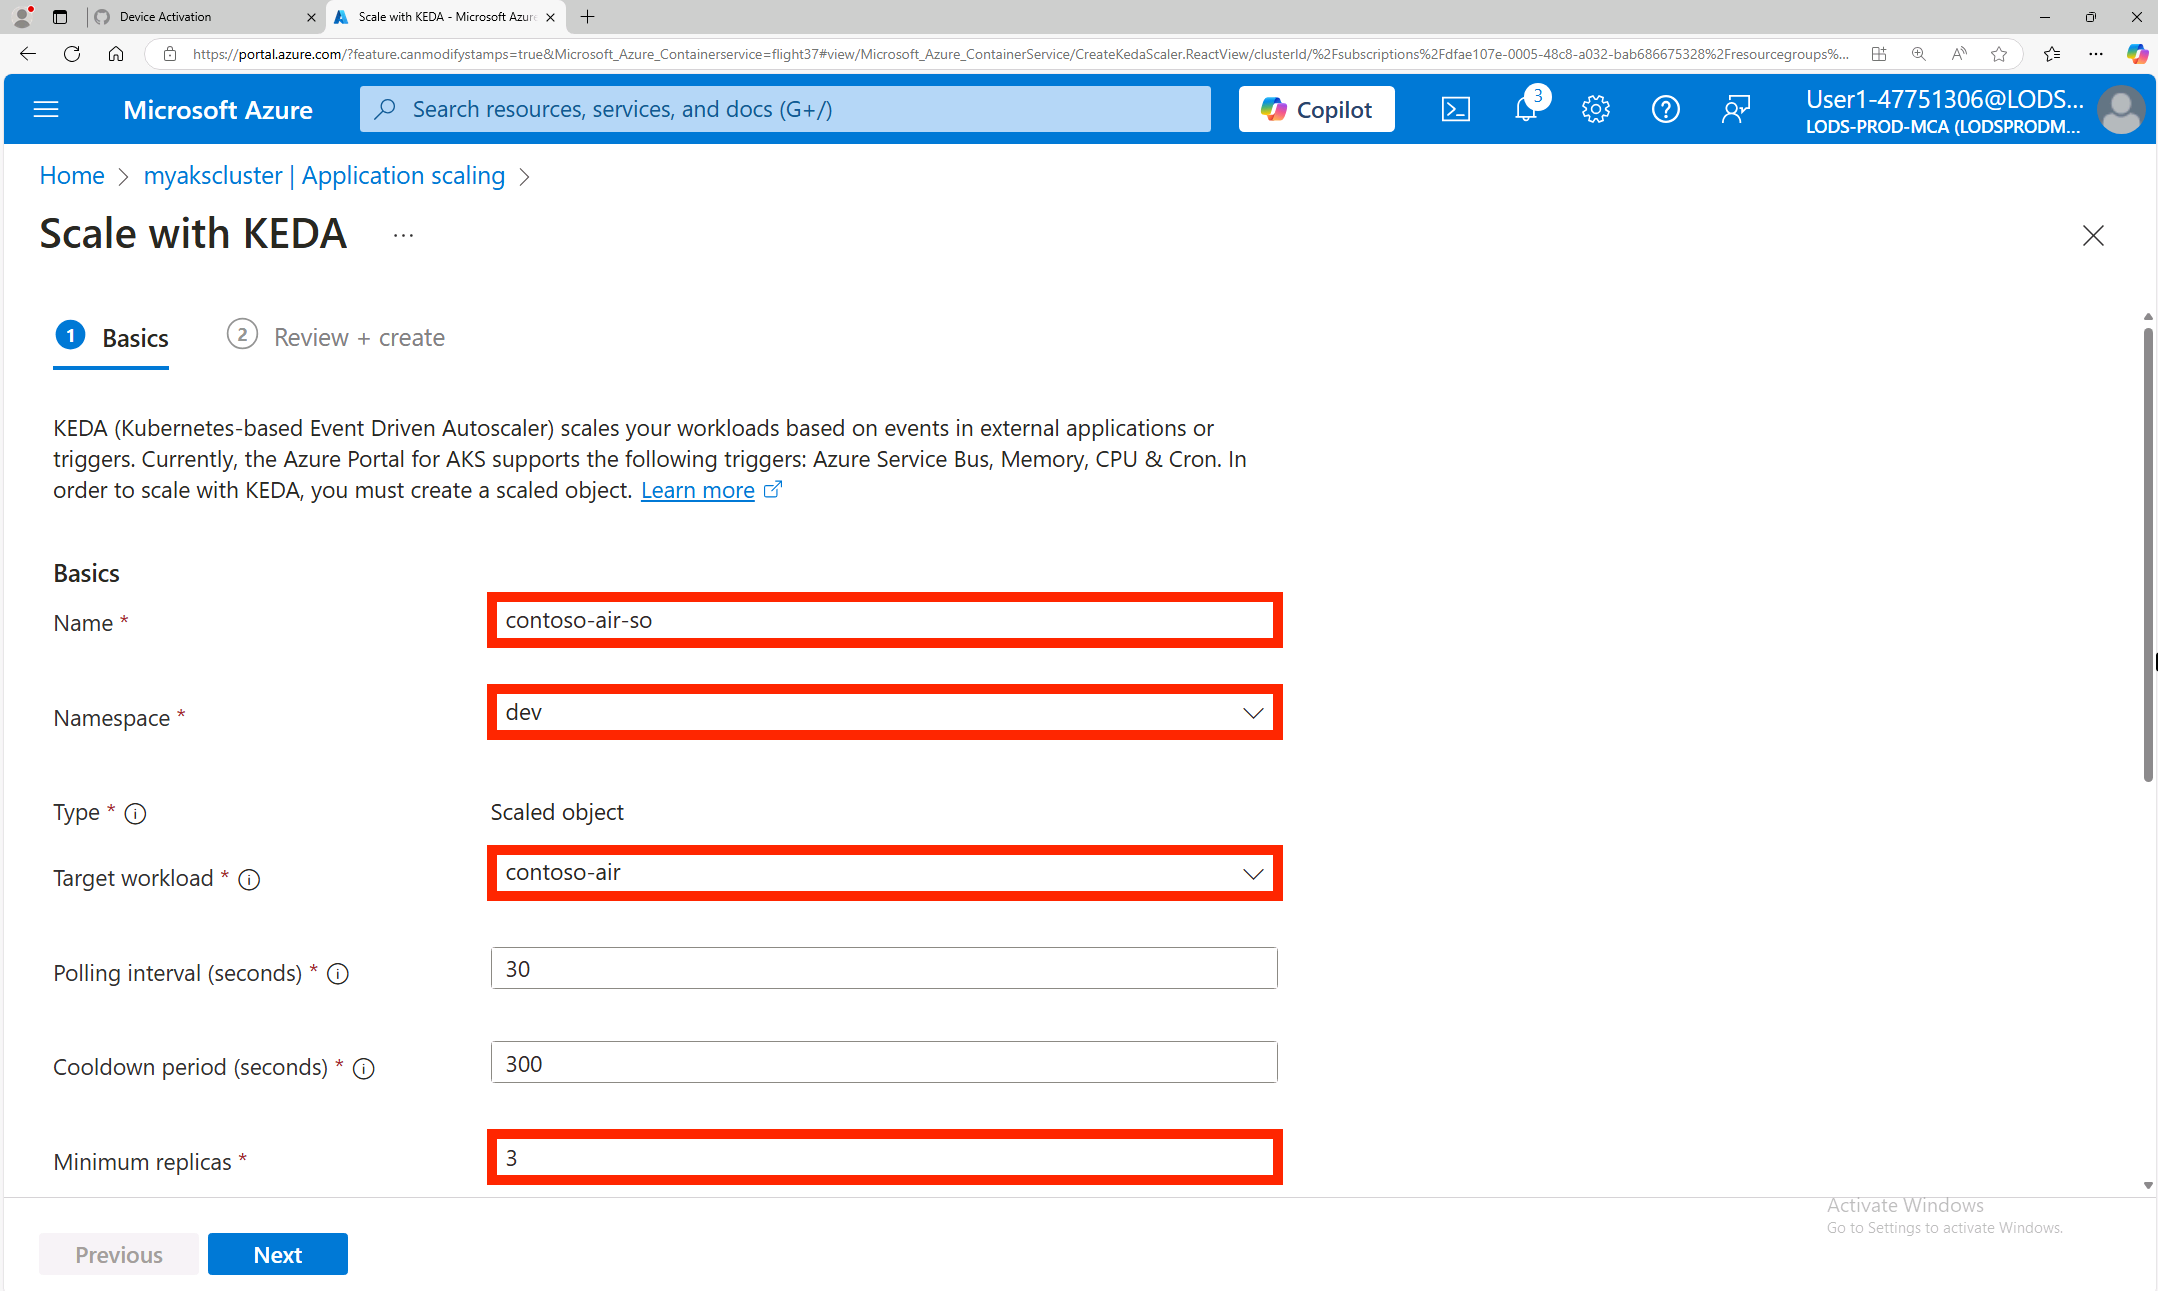 Device Activation
Scale with KEDA - Microsoft Azure
https://portal.azure.com/?feature.canmodifystamps=true&Microsoft_Azure_Containerservice=flight37#view/Microsoft_Azure_ContainerService/CreateKedaScaler.ReactView/clusterId/%2Fsubscriptions%2Fdfae107e-0005-48c8-a032-bab686675328%2Fresourcegroups%...
Microsoft Azure
Search resources, services, and docs (G+/)
Copilot
3
User1-47751306@LODS...
LODS-PROD-MCA (LODSPRODM...
Home > myakscluster | Application scaling >
Scale with KEDA ...
1 Basics
2 Review + create
KEDA (Kubernetes-based Event Driven Autoscaler) scales your workloads based on events in external applications or
triggers. Currently, the Azure Portal for AKS supports the following triggers: Azure Service Bus, Memory, CPU & Cron. In
order to scale with KEDA, you must create a scaled object. Learn more
Basics
Name *
contoso-air-so
Namespace *
dev
Type *
Scaled object
Target workload *
contoso-air
Polling interval (seconds) *
30
Cooldown period (seconds) *
300
Minimum replicas *
3
Activate Windows
Go to Settings to activate Windows.
Previous
Next